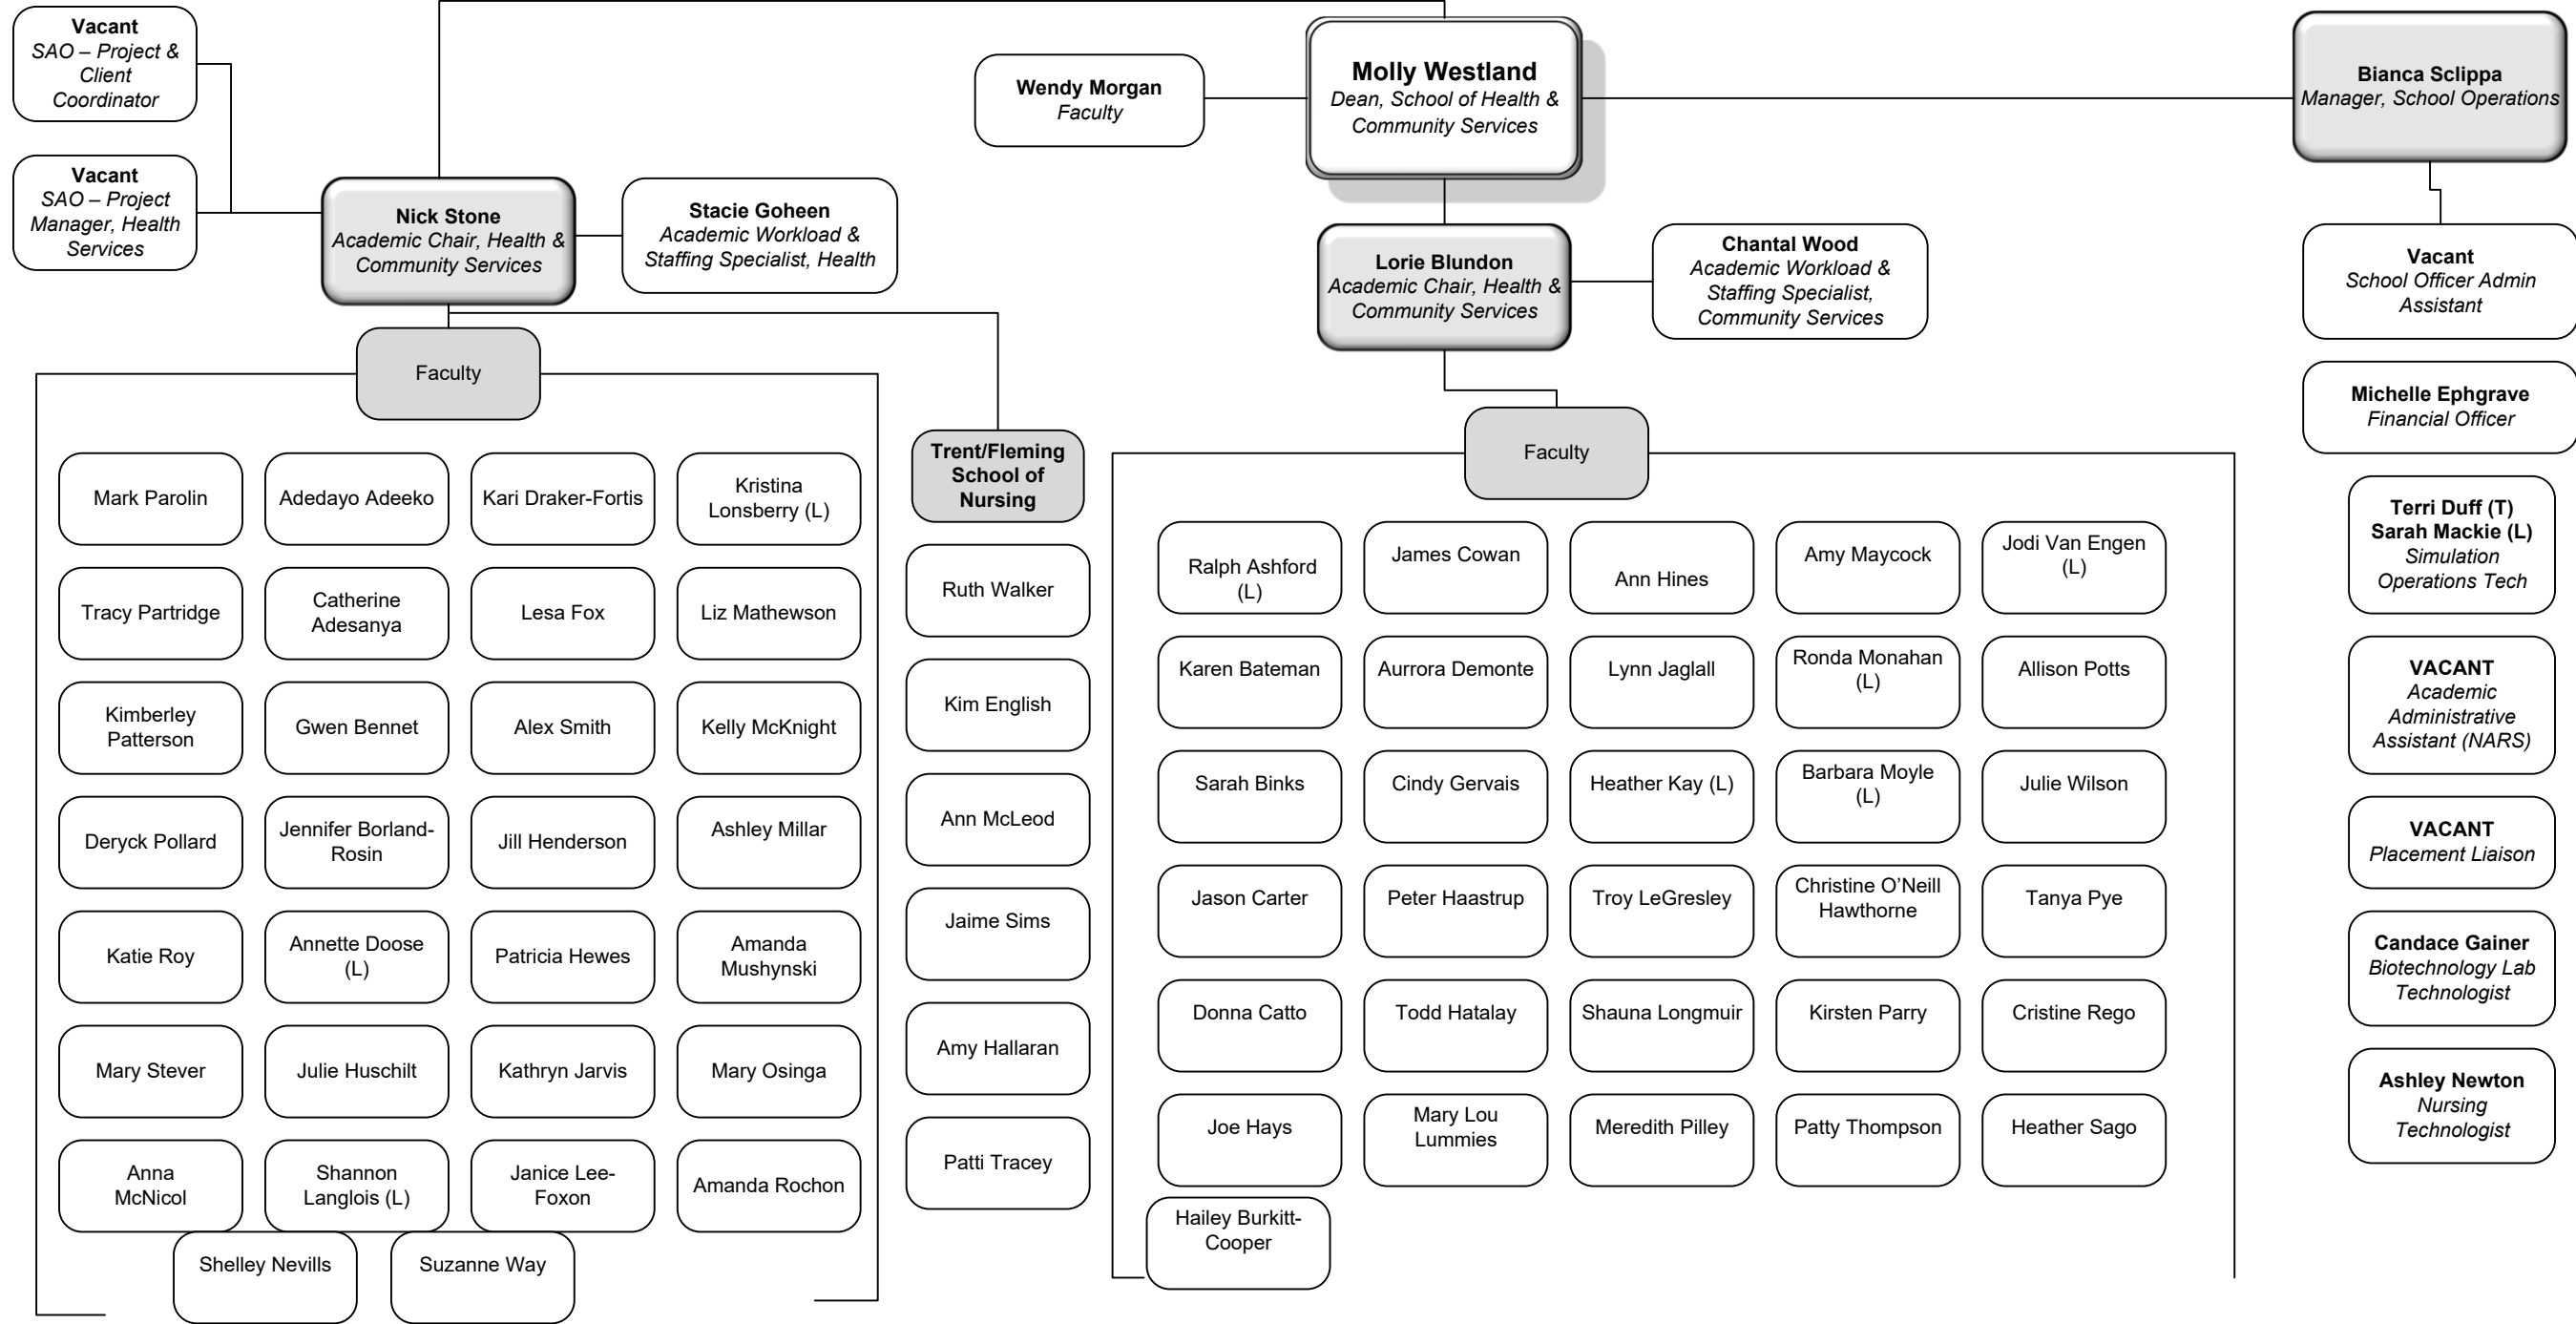 Vacant
SAO – Project &
Client
Coordinator
Vacant
SAO – Project
Manager, Health
Services
Nick Stone
Academic Chair, Health &
Community Services
Stacie Goheen
Academic Workload &
Staffing Specialist, Health
Wendy Morgan
Faculty
Molly Westland
Dean, School of Health &
Community Services
Lorie Blundon
Academic Chair, Health &
Community Services
Chantal Wood
Academic Workload &
Staffing Specialist,
Community Services
Bianca Sclippa
Manager, School Operations
Faculty
Mark Parolin
Adedayo Adeeko
Kari Draker-Fortis
Kristina
Lonsberry (L)
Tracy Partridge
Catherine
Adesanya
Lesa Fox
Liz Mathewson
Kimberley
Patterson
Gwen Bennet
Alex Smith
Kelly McKnight
Deryck Pollard
Jennifer Borland-
Rosin
Jill Henderson
Ashley Millar
Katie Roy
Annette Doose
(L)
Patricia Hewes
Amanda
Mushynski
Mary Stever
Julie Huschilt
Kathryn Jarvis
Mary Osinga
Anna
McNicol
Shannon
Langlois (L)
Janice Lee-
Foxon
Amanda Rochon
Shelley Nevills
Suzanne Way
Trent/Fleming
School of
Nursing
Ruth Walker
Kim English
Ann McLeod
Jaime Sims
Amy Hallaran
Patti Tracey
Faculty
Ralph Ashford
(L)
James Cowan
Ann Hines
Amy Maycock
Jodi Van Engen
(L)
Karen Bateman
Aurrora Demonte
Lynn Jaglall
Ronda Monahan
(L)
Allison Potts
Sarah Binks
Cindy Gervais
Heather Kay (L)
Barbara Moyle
(L)
Julie Wilson
Jason Carter
Peter Haastrup
Troy LeGresley
Christine O’Neill
Hawthorne
Tanya Pye
Donna Catto
Todd Hatalay
Shauna Longmuir
Kirsten Parry
Cristine Rego
Joe Hays
Mary Lou
Lummies
Meredith Pilley
Patty Thompson
Heather Sago
Hailey Burkitt-
Cooper
Vacant
School Officer Admin
Assistant
Michelle Ephgrave
Financial Officer
Terri Duff (T)
Sarah Mackie (L)
Simulation
Operations Tech
VACANT
Academic
Administrative
Assistant (NARS)
VACANT
Placement Liaison
Candace Gainer
Biotechnology Lab
Technologist
Ashley Newton
Nursing
Technologist